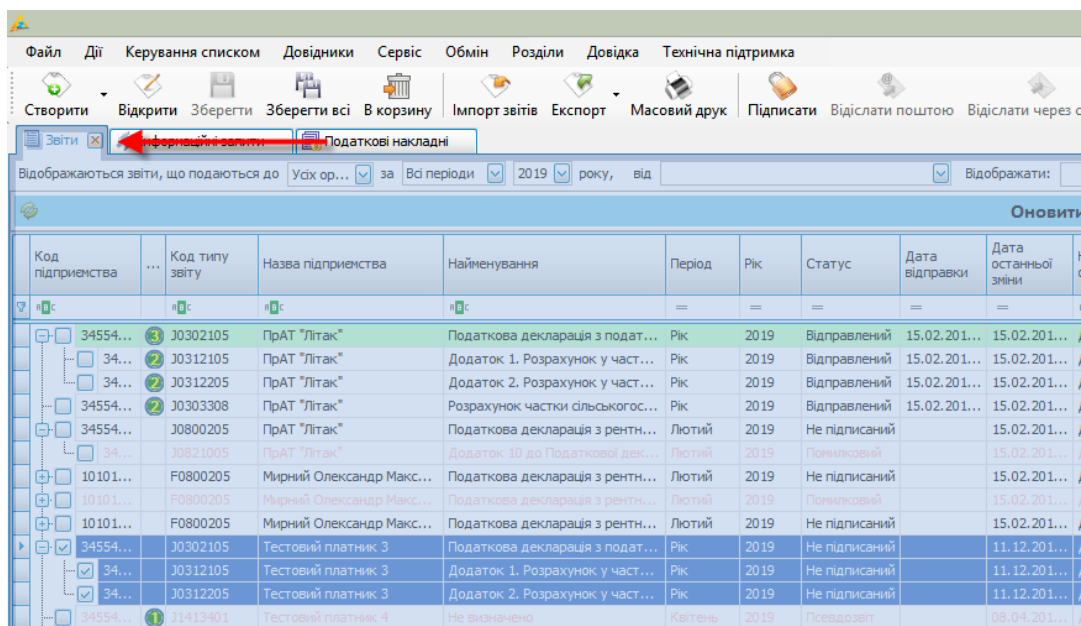 Файл Дії Керування списком Довідники Сервіс Обмін Розділи Довідка Технічна підтримка
Створити Відкрити Зберегти Зберегти всі В корзину Імпорт звітів Експорт Масовий друк Підписати Відіслати поштою Відіслати через
Звіти Інформаційні запити Податкові накладні
Відображаються звіти, що подаються до Усіх ор... за Всі періоди 2019 року, від Відображати:
Оновити
Код підприємства ... Код типу звіту Назва підприємства Найменування Період Рік Статус Дата відправки Дата останньої зміни
34554... 3 J0302105 ПрАТ "Літак" Податкова декларація з подат... Рік 2019 Відправлений 15.02.201... 15.02.201...
34... 2 J0312105 ПрАТ "Літак" Додаток 1. Розрахунок у част... Рік 2019 Відправлений 15.02.201... 15.02.201...
34... 2 J0312205 ПрАТ "Літак" Додаток 2. Розрахунок у част... Рік 2019 Відправлений 15.02.201... 15.02.201...
34554... 2 J0303308 ПрАТ "Літак" Розрахунок частки сільськогос... Рік 2019 Відправлений 15.02.201... 15.02.201...
34554... J0800205 ПрАТ "Літак" Податкова декларація з рентн... Лютий 2019 Не підписаний 15.02.201...
34... J0821005 ПрАТ "Літак" Додаток 10 до Податкової дек... Лютий 2019 Помилковий 15.02.201...
10101... F0800205 Мирний Олександр Макс... Податкова декларація з рентн... Лютий 2019 Не підписаний 15.02.201...
10101... F0800205 Мирний Олександр Макс... Податкова декларація з рентн... Лютий 2019 Помилковий 15.02.201...
10101... F0800205 Мирний Олександр Макс... Податкова декларація з рентн... Лютий 2019 Не підписаний 15.02.201...
34554... J0302105 Тестовий платник 3 Податкова декларація з подат... Рік 2019 Не підписаний 11.12.201...
34... J0312105 Тестовий платник 3 Додаток 1. Розрахунок у част... Рік 2019 Не підписаний 11.12.201...
34... J0312205 Тестовий платник 3 Додаток 2. Розрахунок у част... Рік 2019 Не підписаний 11.12.201...
34554... 1 J1413401 Тестовий платник 4 Не визначено Квітень 2019 Псевдозвіт 08.04.201...